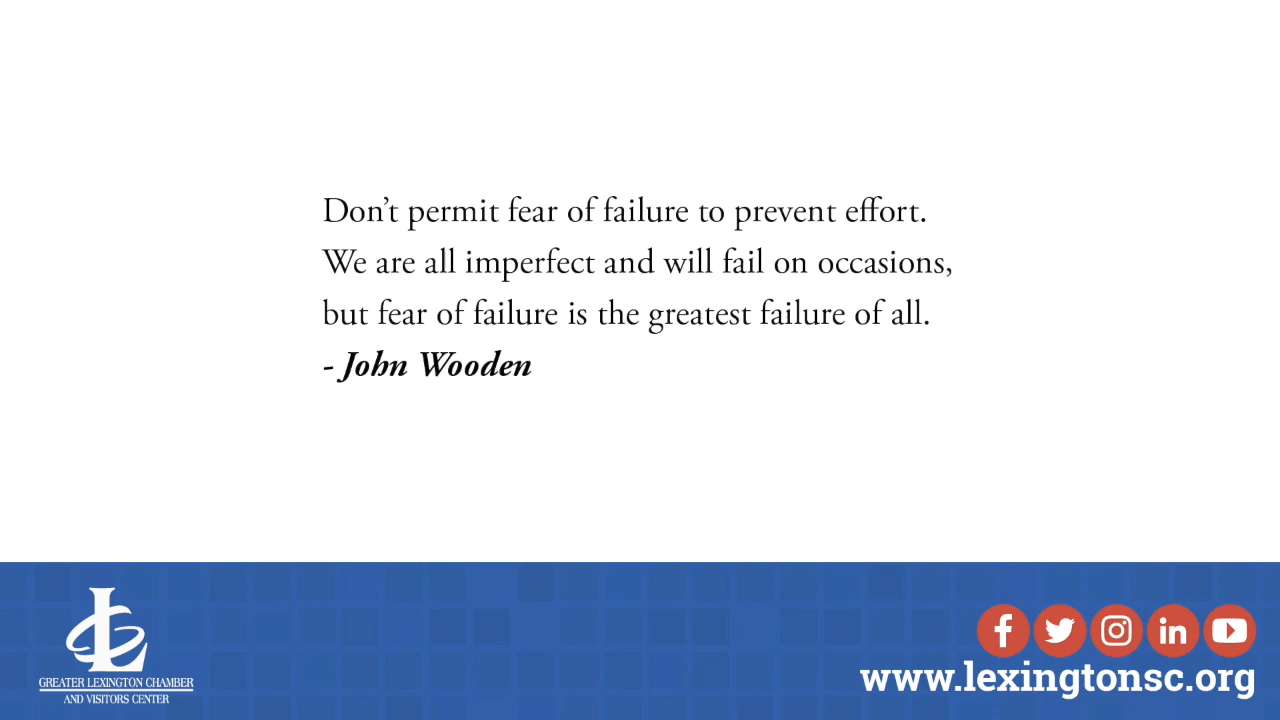 Don’t permit fear of failure to prevent effort.
We are all imperfect and will fail on occasions,
but fear of failure is the greatest failure of all.
- John Wooden
GREATER LEXINGTON CHAMBER
AND VISITORS CENTER
www.lexingtonsc.org